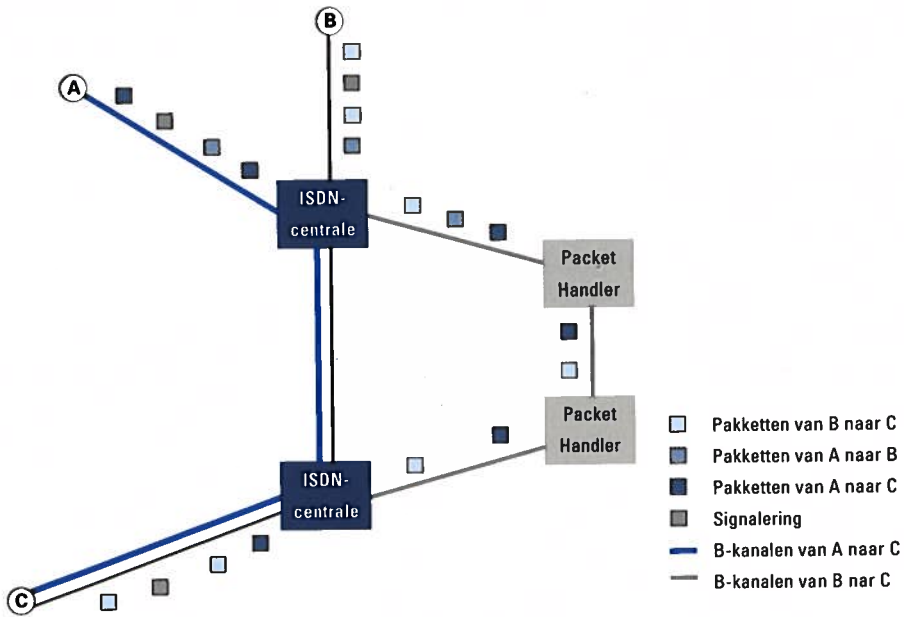 B
A
ISDN-
centrale
Packet
Handler
Packet
Handler
ISDN-
centrale
C
Pakketten van B naar C
Pakketten van A naar B
Pakketten van A naar C
Signalering
B-kanalen van A naar C
B-kanalen van B nar C